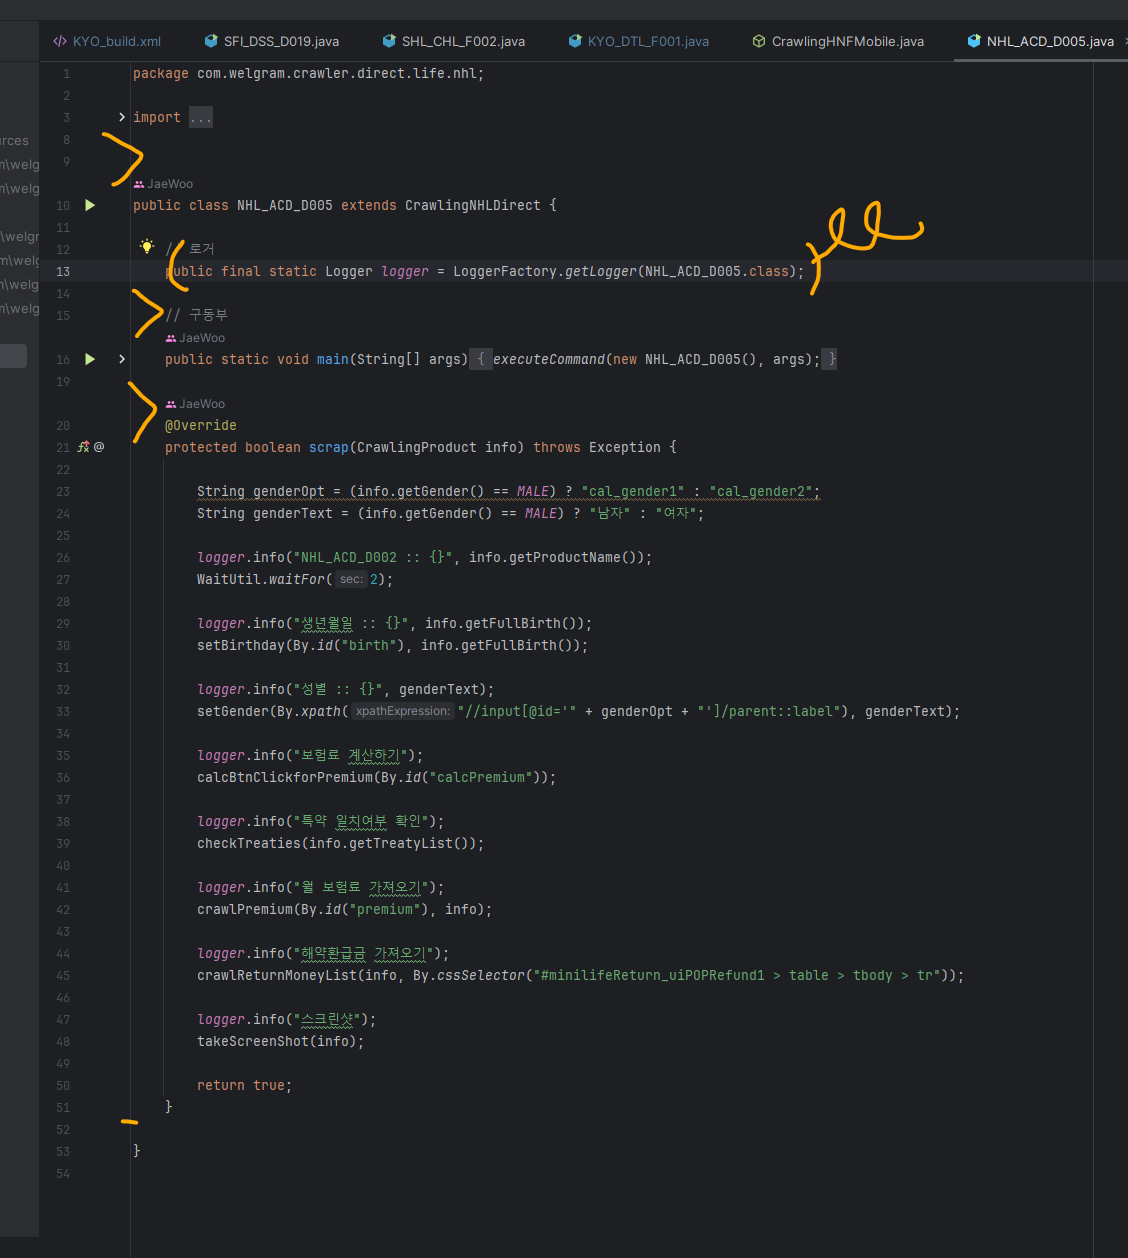 KYO_build.xml SFI_DSS_D019.java SHL_CHL_F002.java KYO_DTL_F001.java CrawlingHNFMobile.java NHL_ACD_D005.java
1 package com.welgram.crawler.direct.life.nhl;
2
3 import ...
8
9
JaeWoo
10 public class NHL_ACD_D005 extends CrawlingNHLDirect {
11
12 // 로거
13 public final static Logger logger = LoggerFactory.getLogger(NHL_ACD_D005.class);
14
15 // 구동부
JaeWoo
16 public static void main(String[] args) { executeCommand(new NHL_ACD_D005(), args); }
19
JaeWoo
20 @Override
21 protected boolean scrap(CrawlingProduct info) throws Exception {
22
23 String genderOpt = (info.getGender() == MALE) ? "cal_gender1" : "cal_gender2";
24 String genderText = (info.getGender() == MALE) ? "남자" : "여자";
25
26 logger.info("NHL_ACD_D002 :: {}", info.getProductName());
27 WaitUtil.waitFor( sec: 2);
28
29 logger.info("생년월일 :: {}", info.getFullBirth());
30 setBirthday(By.id("birth"), info.getFullBirth());
31
32 logger.info("성별 :: {}", genderText);
33 setGender(By.xpath( xpathExpression: "//input[@id='" + genderOpt + "']/parent::label"), genderText);
34
35 logger.info("보험료 계산하기");
36 calcBtnClickforPremium(By.id("calcPremium"));
37
38 logger.info("특약 일치여부 확인");
39 checkTreaties(info.getTreatyList());
40
41 logger.info("월 보험료 가져오기");
42 crawlPremium(By.id("premium"), info);
43
44 logger.info("해약환급금 가져오기");
45 crawlReturnMoneyList(info, By.cssSelector("#minilifeReturn_uiPOPRefund1 > table > tbody > tr"));
46
47 logger.info("스크린샷");
48 takeScreenShot(info);
49
50 return true;
51 }
52
53 }
54